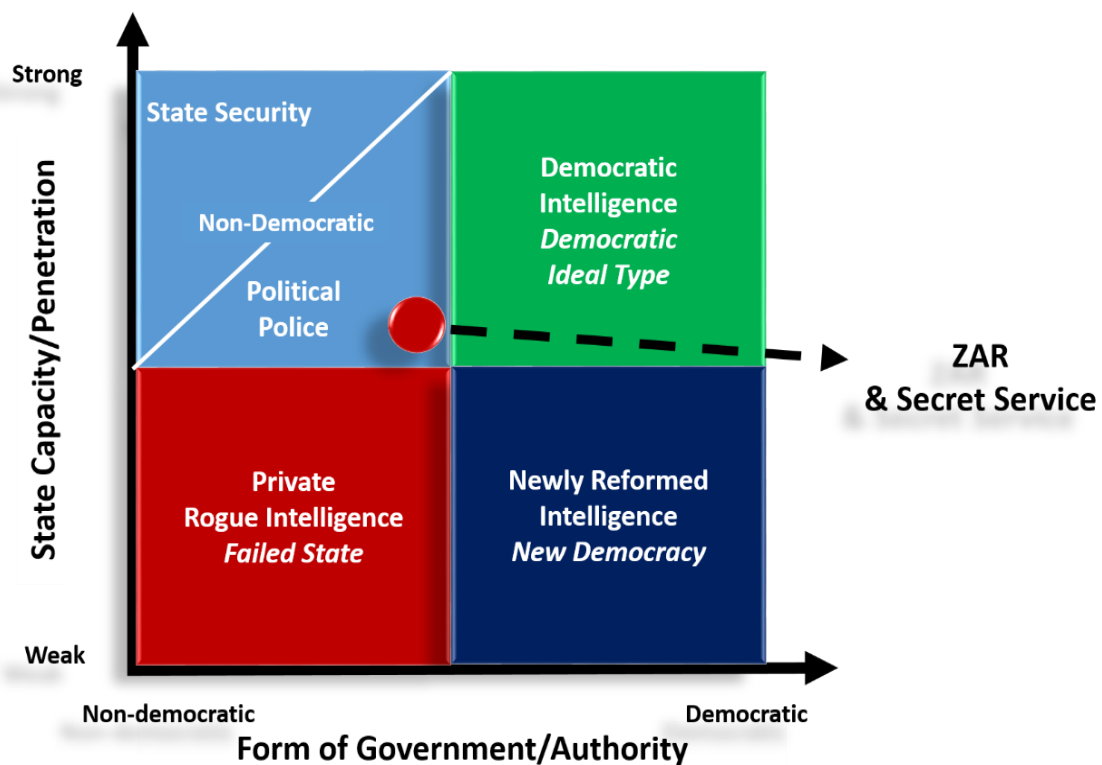 Strong
State Security
Non-Democratic
Political
Police
Democratic
Intelligence
Democratic
Ideal Type
ZAR
& Secret Service
Private
Rogue Intelligence
Failed State
Newly Reformed
Intelligence
New Democracy
State Capacity/Penetration
Weak
Non-democratic
Democratic
Form of Government/Authority